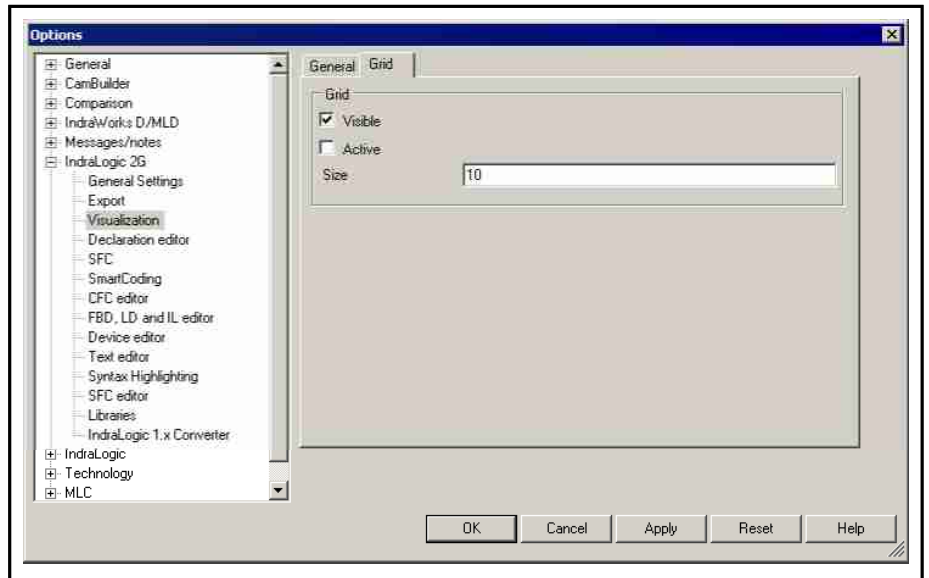 Options
General
CamBuilder
Comparison
IndraWorks D/MLD
Messages/notes
IndraLogic 2G
General Settings
Export
Visualization
Declaration editor
SFC
SmartCoding
CFC editor
FBD, LD and IL editor
Device editor
Text editor
Syntax Highlighting
SFC editor
Libraries
IndraLogic 1.x Converter
IndraLogic
Technology
MLC
General Grid
Grid
Visible
Active
Size 10
OK Cancel Apply Reset Help